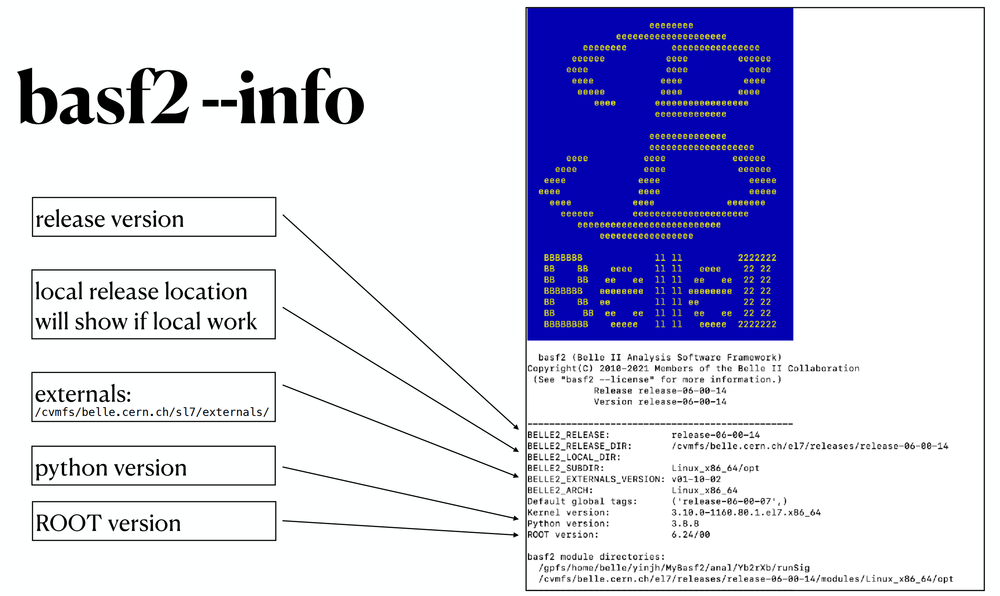 basf2 --info
release version
local release location
will show if local work
externals:
/cvmfs/belle.cern.ch/sl7/externals/
python version
ROOT version
eeeeeeee
eeeeeeeeeeeeeeeeeeee
eeeeeeee eeeeeeeeeeeeeeee
eeeeee eeee eeeeee
eeee eeee eeee
eeee eeee eeee
eeeee eeee eeee
eeee eeeeeeeeeeeeeeeee
eeeeeeeeeeeee
eeeeeeeeeeeeee
eeeeeeeeeeeeeeeeeee
eeee eeee eeeeee
eeee eeee eeeeee
eeee eeee eeeee
eeee eeee eeeee
eeee eeee eeeeeee
eeeeee eeeeeeeeeeeeeeeeeeeee
eeeeeeeeeeeeeeeeeeeeeeeeee
eeeeeeeeeeeeeeeee
BBBBBBB ll ll 2222222
BB BB eeee ll ll eeee 22 22
BB BB ee ee ll ll ee ee 22 22
BBBBBBB eeeeeeee ll ll eeeeeeee 22 22
BB BB ee ll ll ee 22 22
BB BB ee ee ll ll ee ee 22 22
BBBBBBBB eeeee ll ll eeeee 2222222
basf2 (Belle II Analysis Software Framework)
Copyright(C) 2010-2021 Members of the Belle II Collaboration
(See "basf2 --license" for more information.)
Release release-06-00-14
Version release-06-00-14
------------------------------------------------
BELLE2_RELEASE: release-06-00-14
BELLE2_RELEASE_DIR: /cvmfs/belle.cern.ch/el7/releases/release-06-00-14
BELLE2_LOCAL_DIR:
BELLE2_SUBDIR: Linux_x86_64/opt
BELLE2_EXTERNALS_VERSION: v01-10-02
BELLE2_ARCH: Linux_x86_64
Default global tags: ('release-06-00-07',)
Kernel version: 3.10.0-1160.80.1.el7.x86_64
Python version: 3.8.8
ROOT version: 6.24/00
basf2 module directories:
/gpfs/home/belle/yinjh/MyBasf2/anal/Yb2rXb/runSig
/cvmfs/belle.cern.ch/el7/releases/release-06-00-14/modules/Linux_x86_64/opt